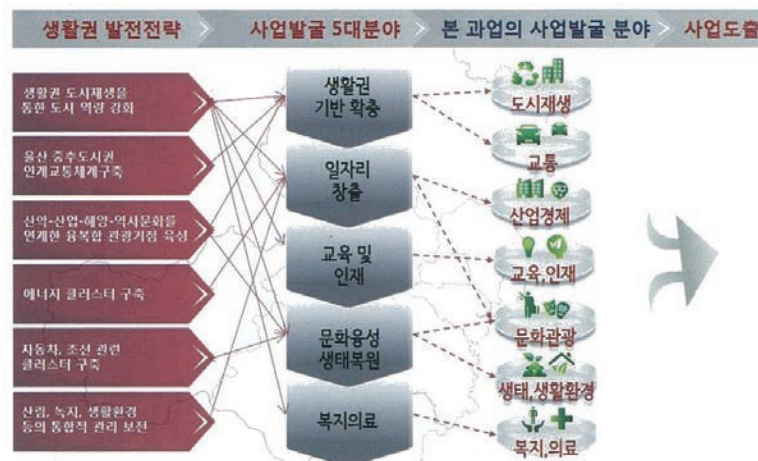 생활권 발전전략
사업발굴 5대분야
본 과업의 사업발굴 분야
사업도출
생활권 도시재생을
통한 도시 역량 강화
울산 중추도시권
연계교통체계구축
산악-산업-해양-역사문화를
연계한 융복합 관광거점 육성
에너지 클러스터 구축
자동차, 조선 관련
클러스터 구축
산림, 녹지, 생활환경
등의 통합적 관리 보전
생활권
기반 확충
일자리
창출
교육 및
인재
문화융성
생태복원
복지의료
도시재생
교통
산업경제
교육,인재
문화관광
생태,생활환경
복지,의료